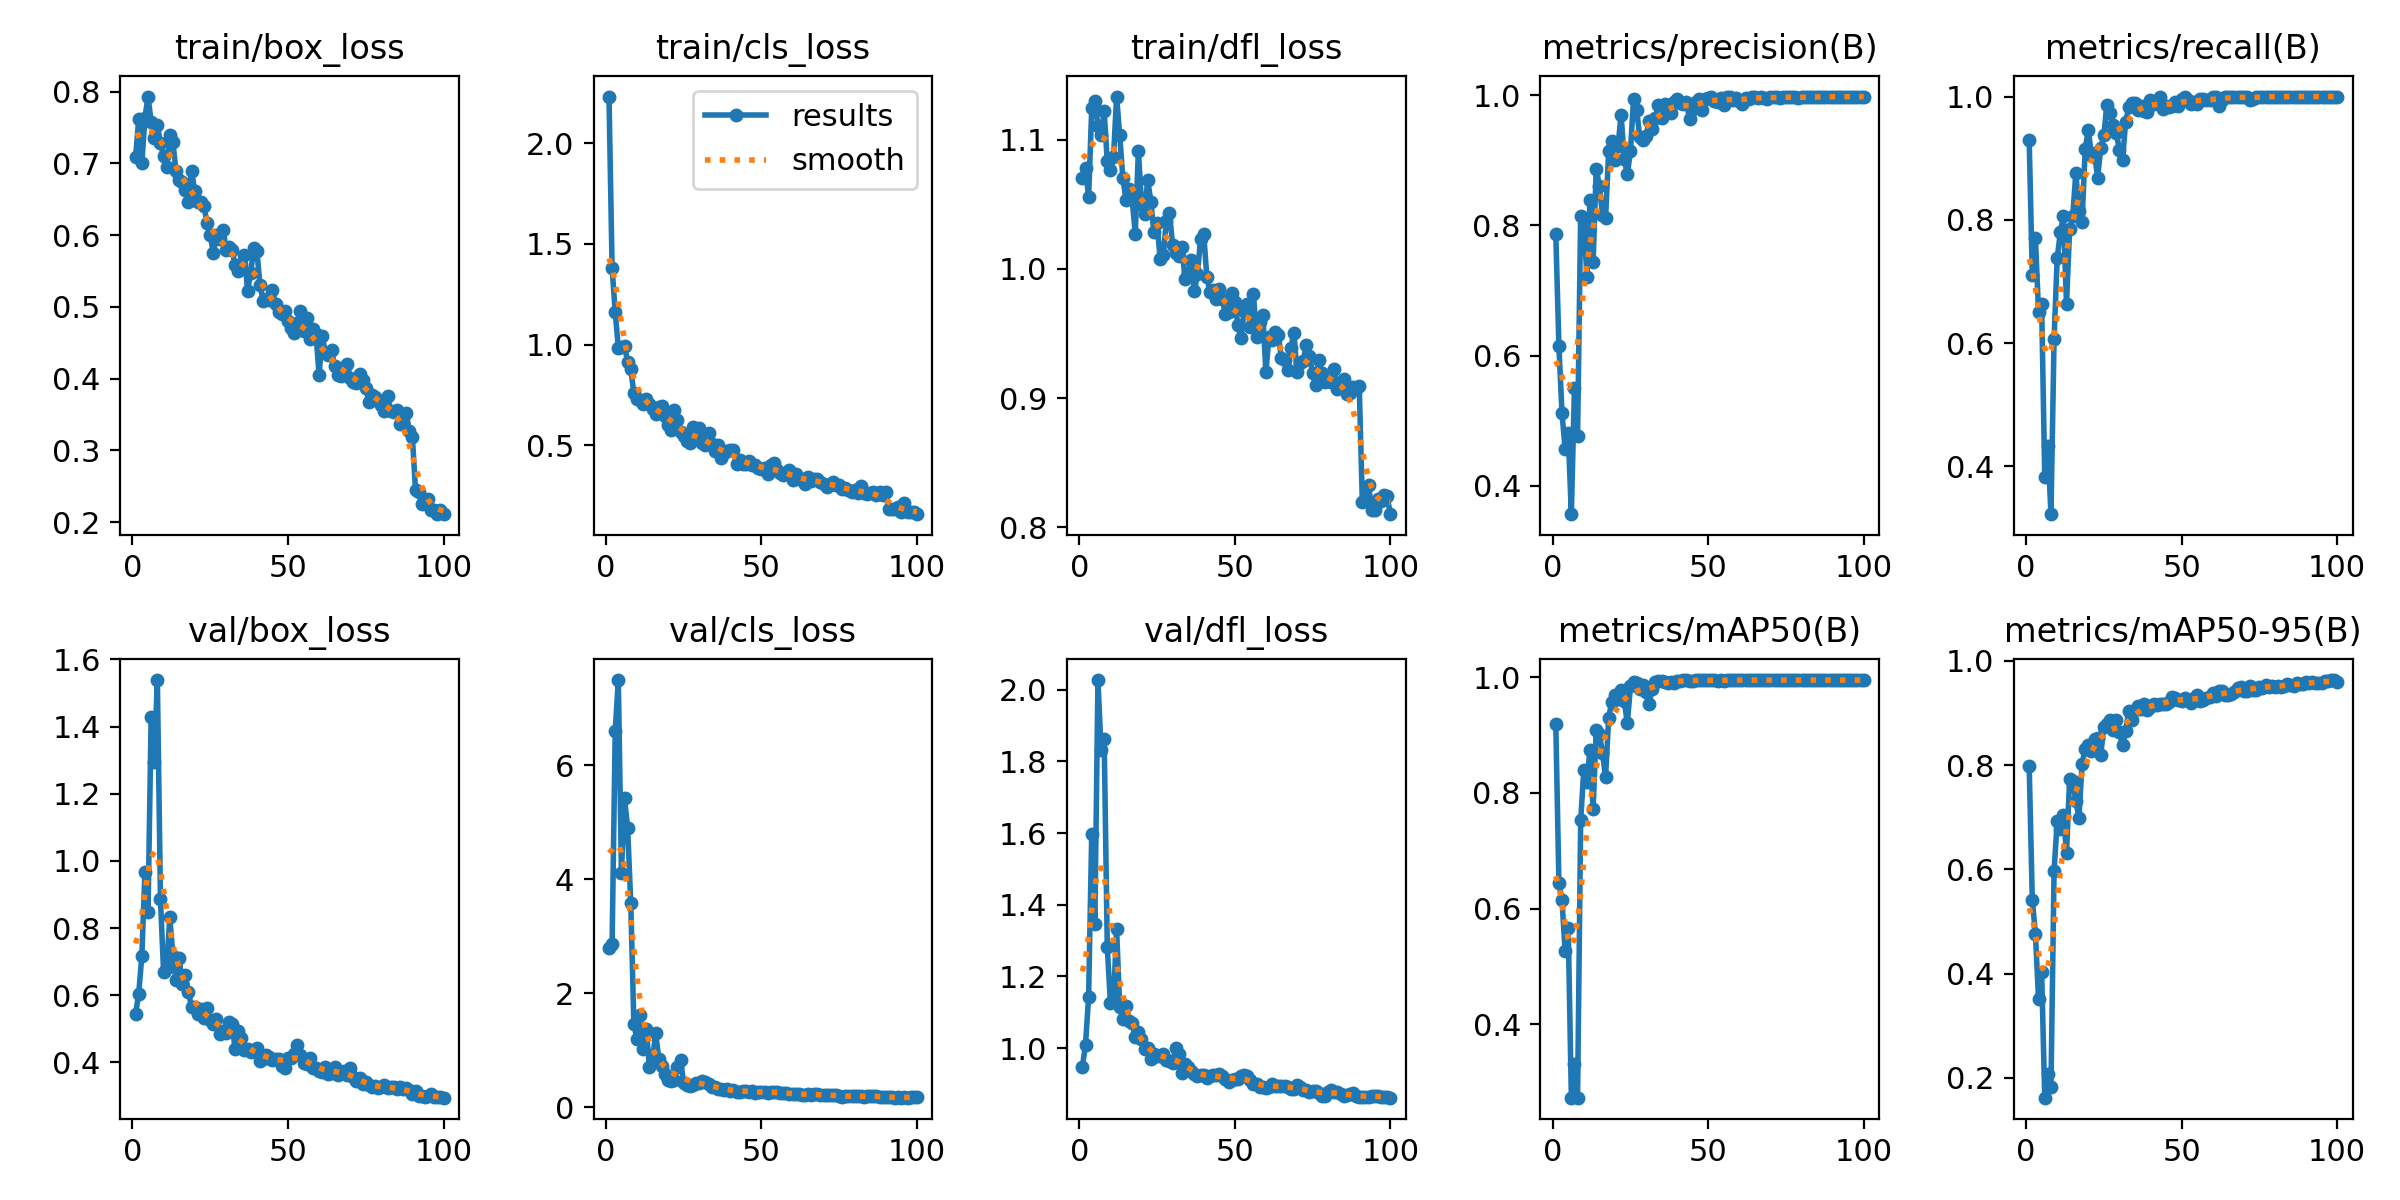 train/box_loss
0.8
0.7
0.6
0.5
0.4
0.3
0.2
0 50 100
train/cls_loss
results
smooth
2.0
1.5
1.0
0.5
0 50 100
train/dfl_loss
1.1
1.0
0.9
0.8
0 50 100
metrics/precision(B)
1.0
0.8
0.6
0.4
0 50 100
metrics/recall(B)
1.0
0.8
0.6
0.4
0 50 100
val/box_loss
1.6
1.4
1.2
1.0
0.8
0.6
0.4
0 50 100
val/cls_loss
6
4
2
0
0 50 100
val/dfl_loss
2.0
1.8
1.6
1.4
1.2
1.0
0 50 100
metrics/mAP50(B)
1.0
0.8
0.6
0.4
0 50 100
metrics/mAP50-95(B)
1.0
0.8
0.6
0.4
0.2
0 50 100